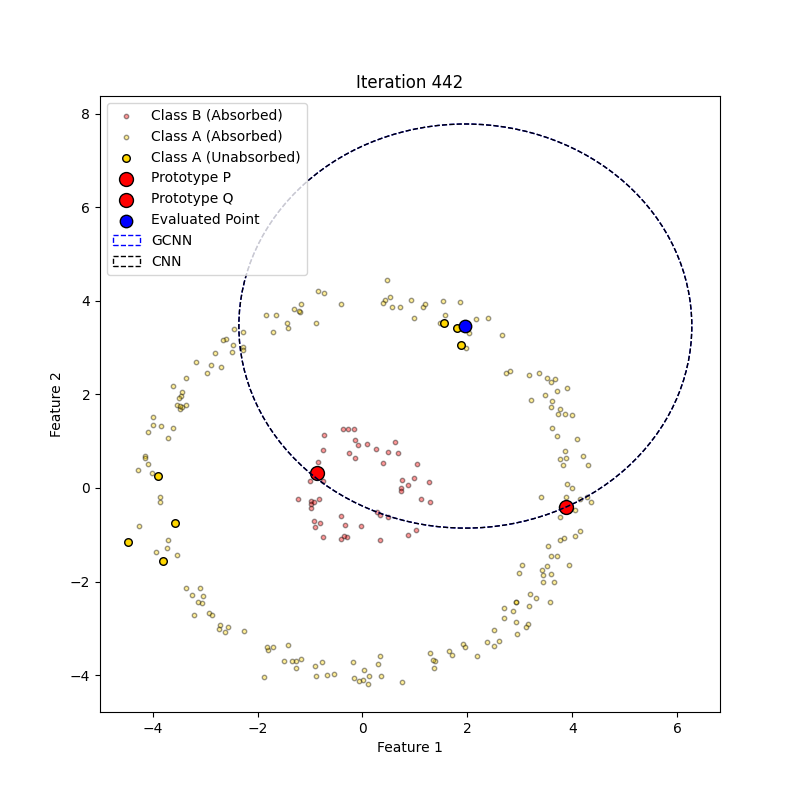 Iteration 442
Class B (Absorbed)
Class A (Absorbed)
Class A (Unabsorbed)
Prototype P
Prototype Q
Evaluated Point
GCNN
CNN
8
6
4
2
0
−2
−4
Feature 2
−4 −2 0 2 4 6
Feature 1